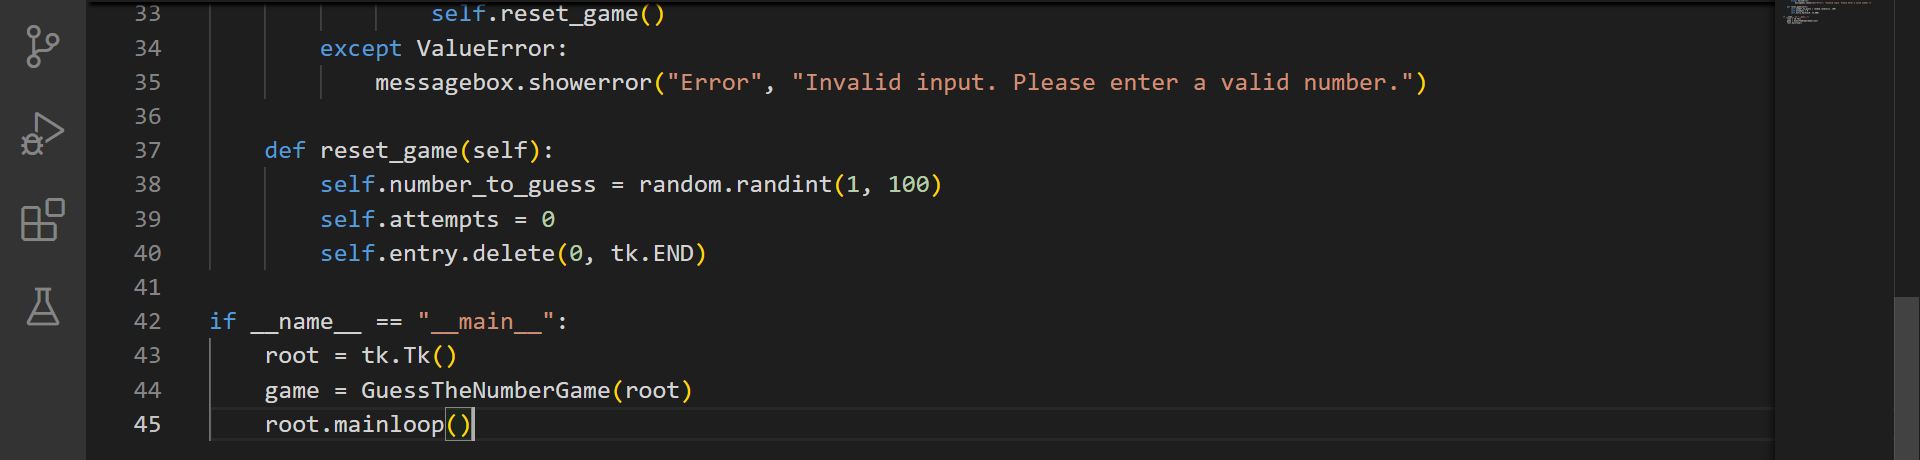 33 self.reset_game()
34 except ValueError:
35 messagebox.showerror("Error", "Invalid input. Please enter a valid number.")
36
37 def reset_game(self):
38 self.number_to_guess = random.randint(1, 100)
39 self.attempts = 0
40 self.entry.delete(0, tk.END)
41
42 if __name__ == "__main__":
43 root = tk.Tk()
44 game = GuessTheNumberGame(root)
45 root.mainloop()